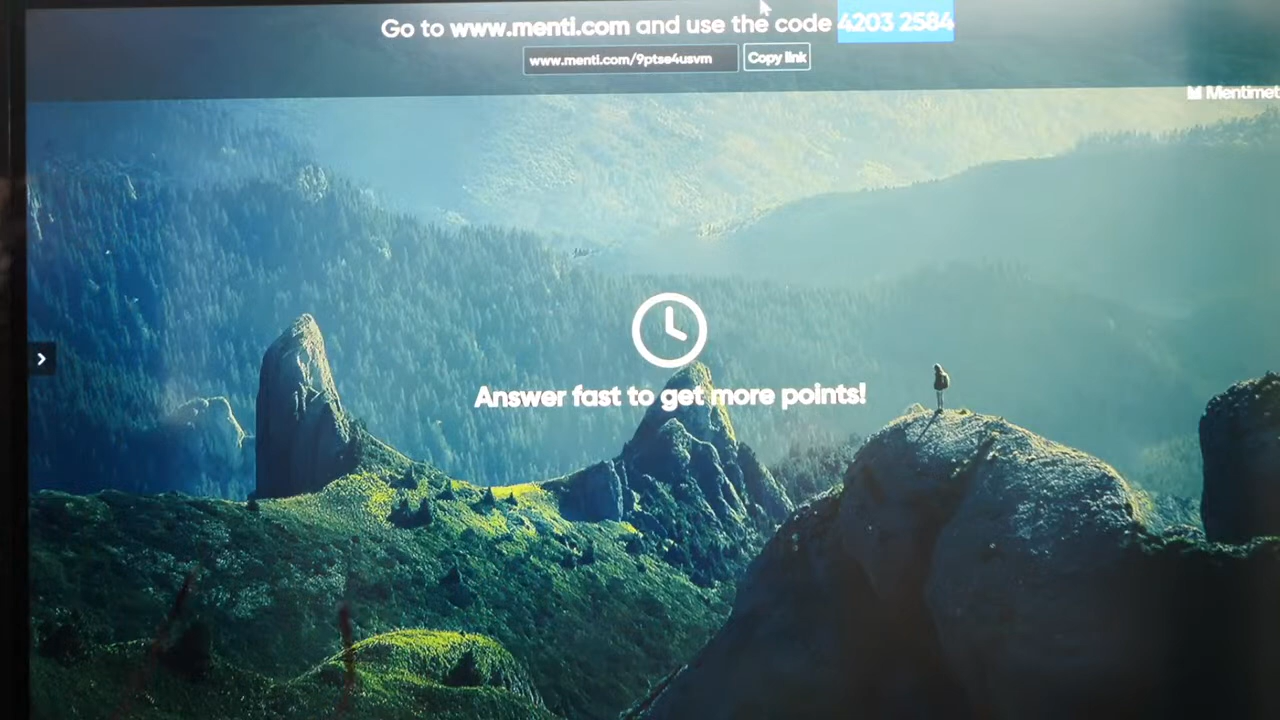 Go to www.menti.com and use the code 4203 2584
www.menti.com/9ptse4usvm
Copy link
Mentimet
Answer fast to get more points!